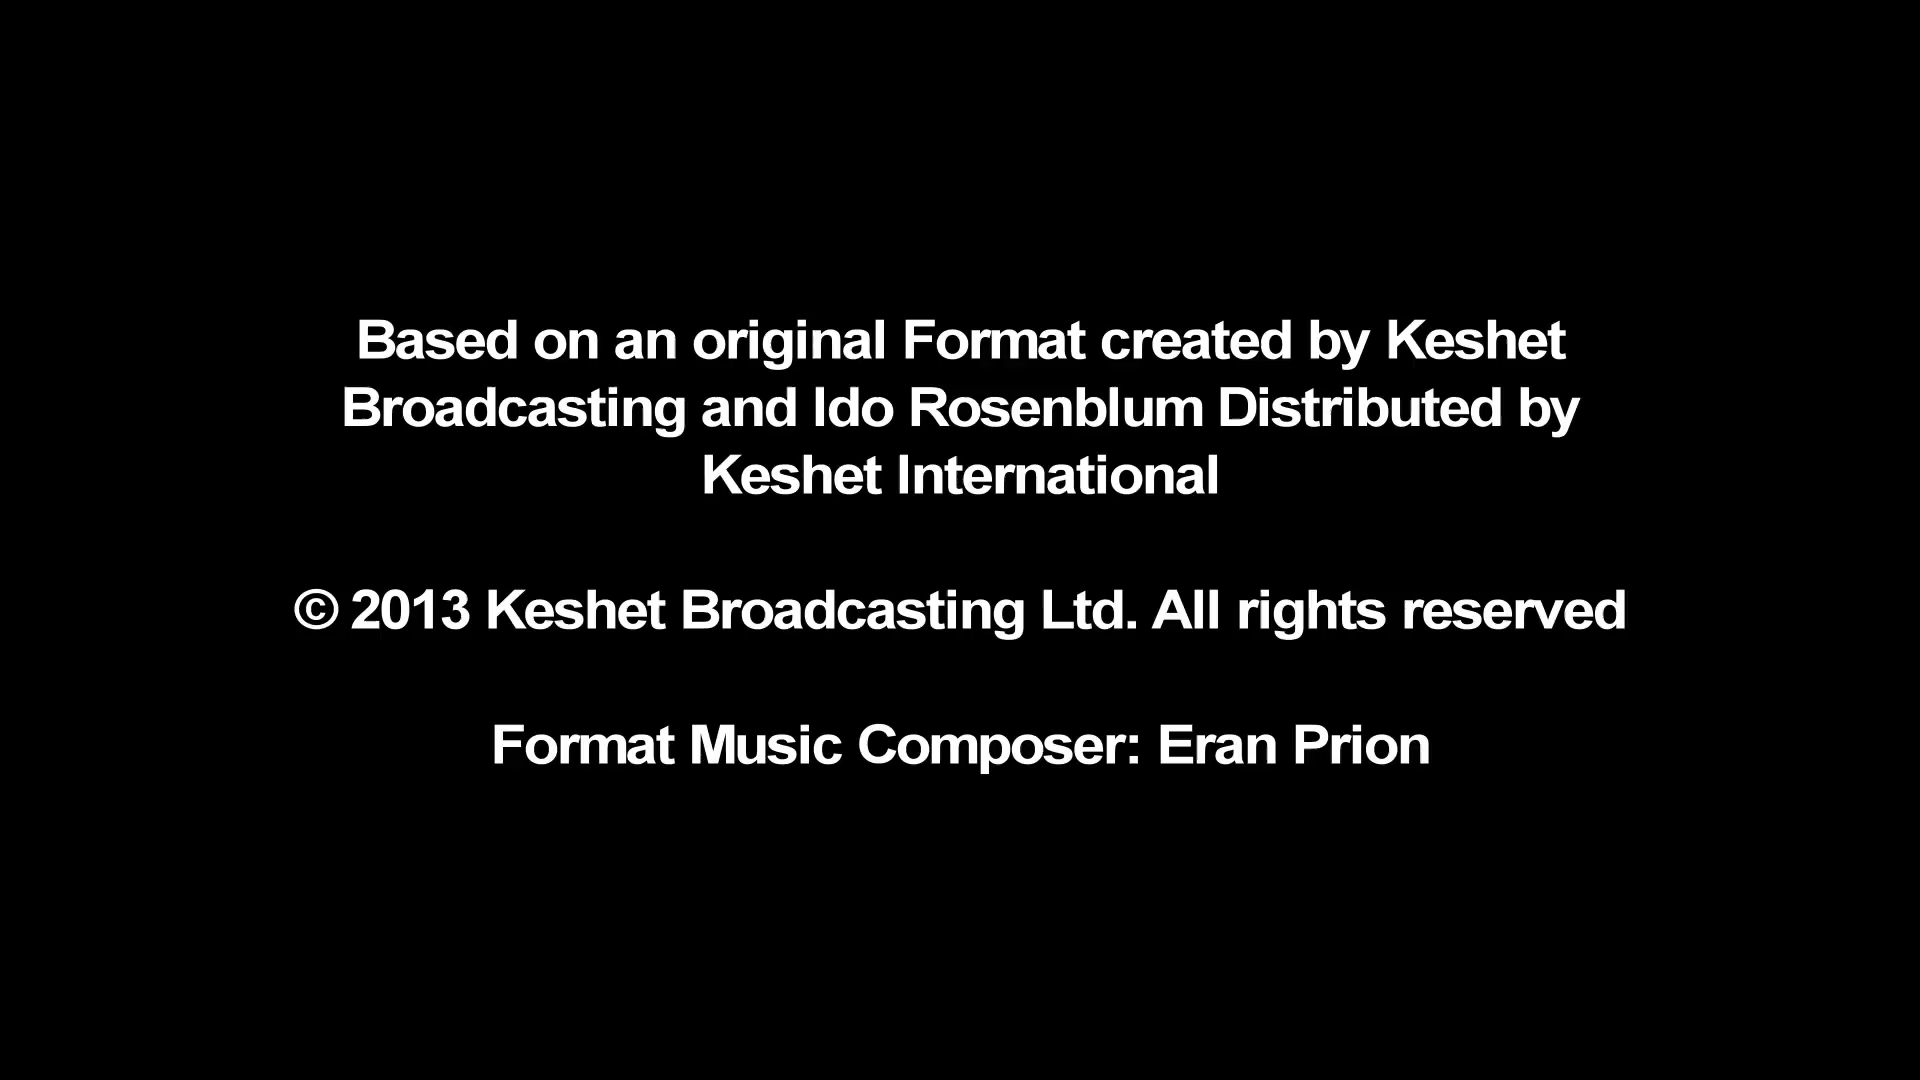 Based on an original Format created by Keshet
Broadcasting and Ido Rosenblum Distributed by
Keshet International
© 2013 Keshet Broadcasting Ltd. All rights reserved
Format Music Composer: Eran Prion